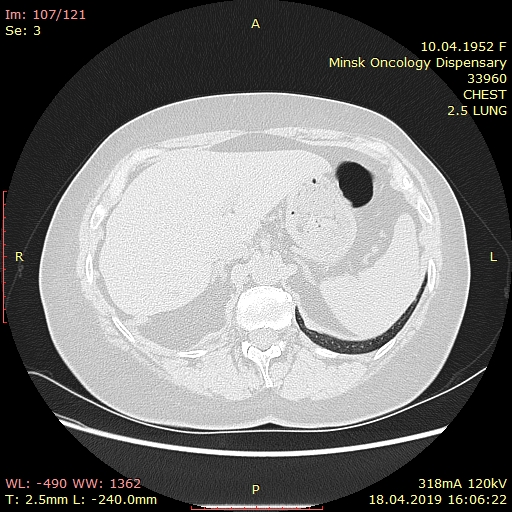 Im: 107/121
Se: 3
A
10.04.1952 F
Minsk Oncology Dispensary
33960
CHEST
2.5 LUNG
R
L
WL: -490 WW: 1362
T: 2.5mm L: -240.0mm
P
318mA 120kV
18.04.2019 16:06:22